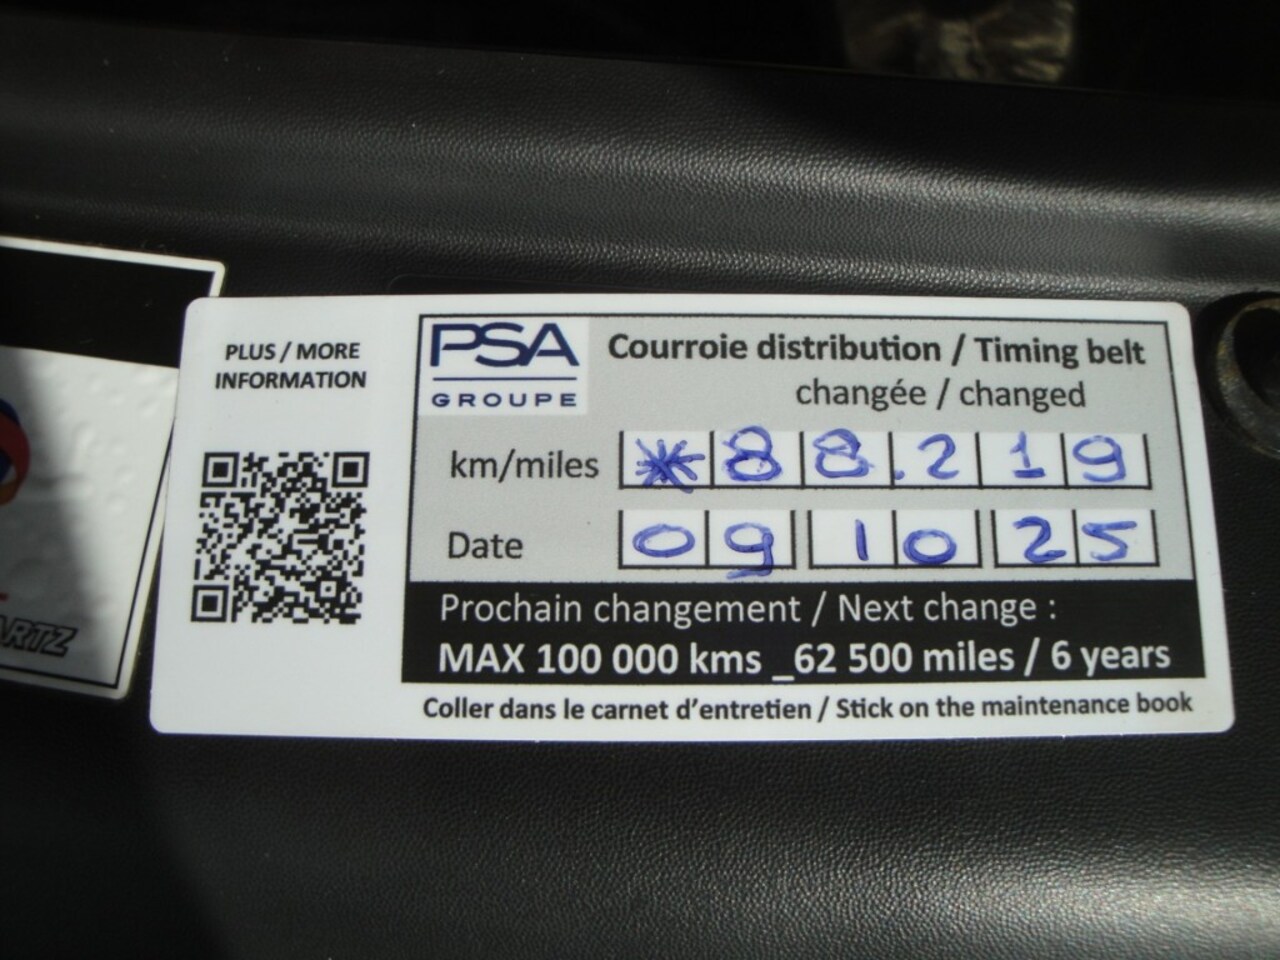 PLUS / MORE
INFORMATION
PSA
GROUPE
Courroie distribution / Timing belt
changée / changed
km/miles *88.219
Date 09 10 25
Prochain changement / Next change :
MAX 100 000 kms _62 500 miles / 6 years
Coller dans le carnet d'entretien / Stick on the maintenance book